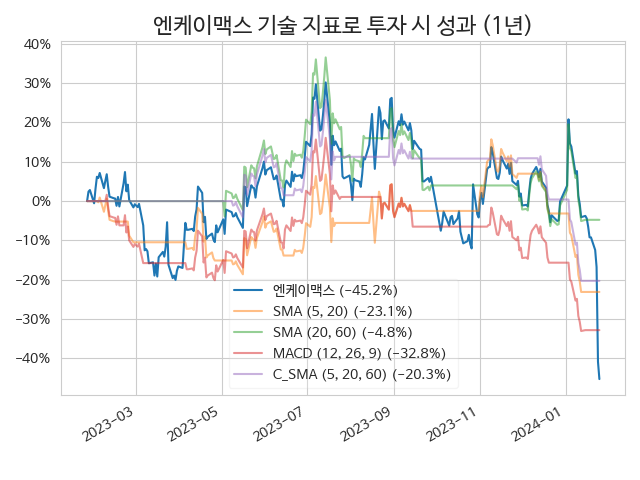 엔케이맥스 기술 지표로 투자 시 성과 (1년)
40%
30%
20%
10%
0%
−10%
−20%
−30%
−40%
엔케이맥스 (−45.2%)
SMA (5, 20) (−23.1%)
SMA (20, 60) (−4.8%)
MACD (12, 26, 9) (−32.8%)
C_SMA (5, 20, 60) (−20.3%)
2023−03
2023−05
2023−07
2023−09
2023−11
2024−01